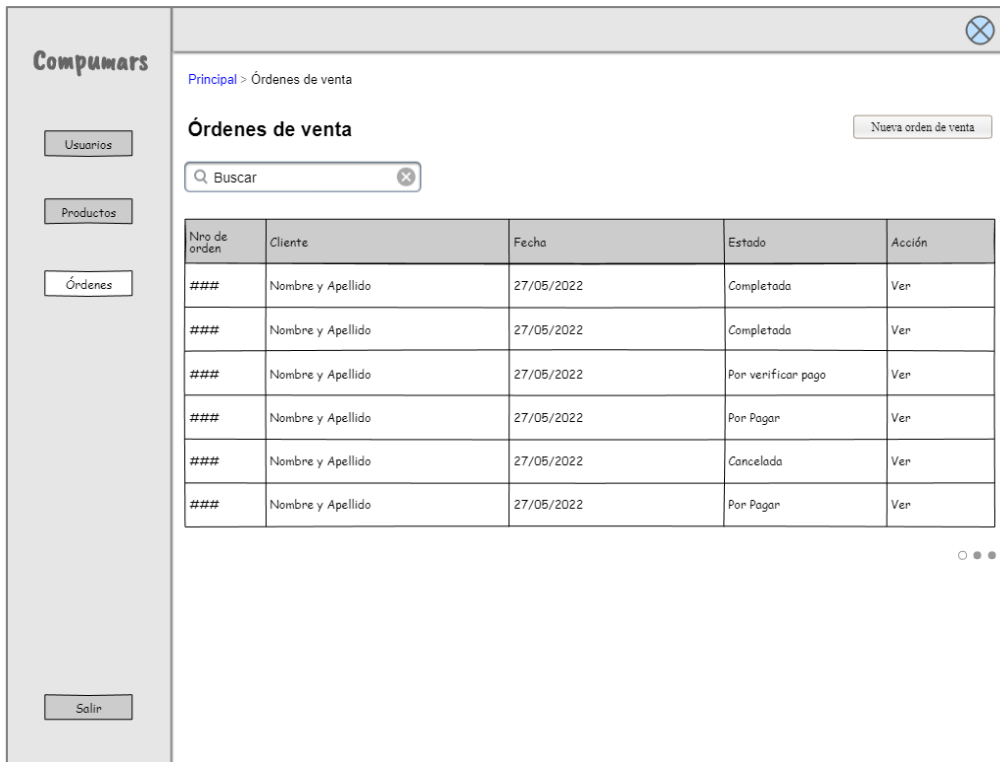 Compumars
Principal > Órdenes de venta
Órdenes de venta
Nueva orden de venta
Usuarios
Buscar
Productos
Nro de orden Cliente Fecha Estado Acción
Órdenes
### Nombre y Apellido 27/05/2022 Completada Ver
### Nombre y Apellido 27/05/2022 Completada Ver
### Nombre y Apellido 27/05/2022 Por verificar pago Ver
### Nombre y Apellido 27/05/2022 Por Pagar Ver
### Nombre y Apellido 27/05/2022 Cancelada Ver
### Nombre y Apellido 27/05/2022 Por Pagar Ver
Salir